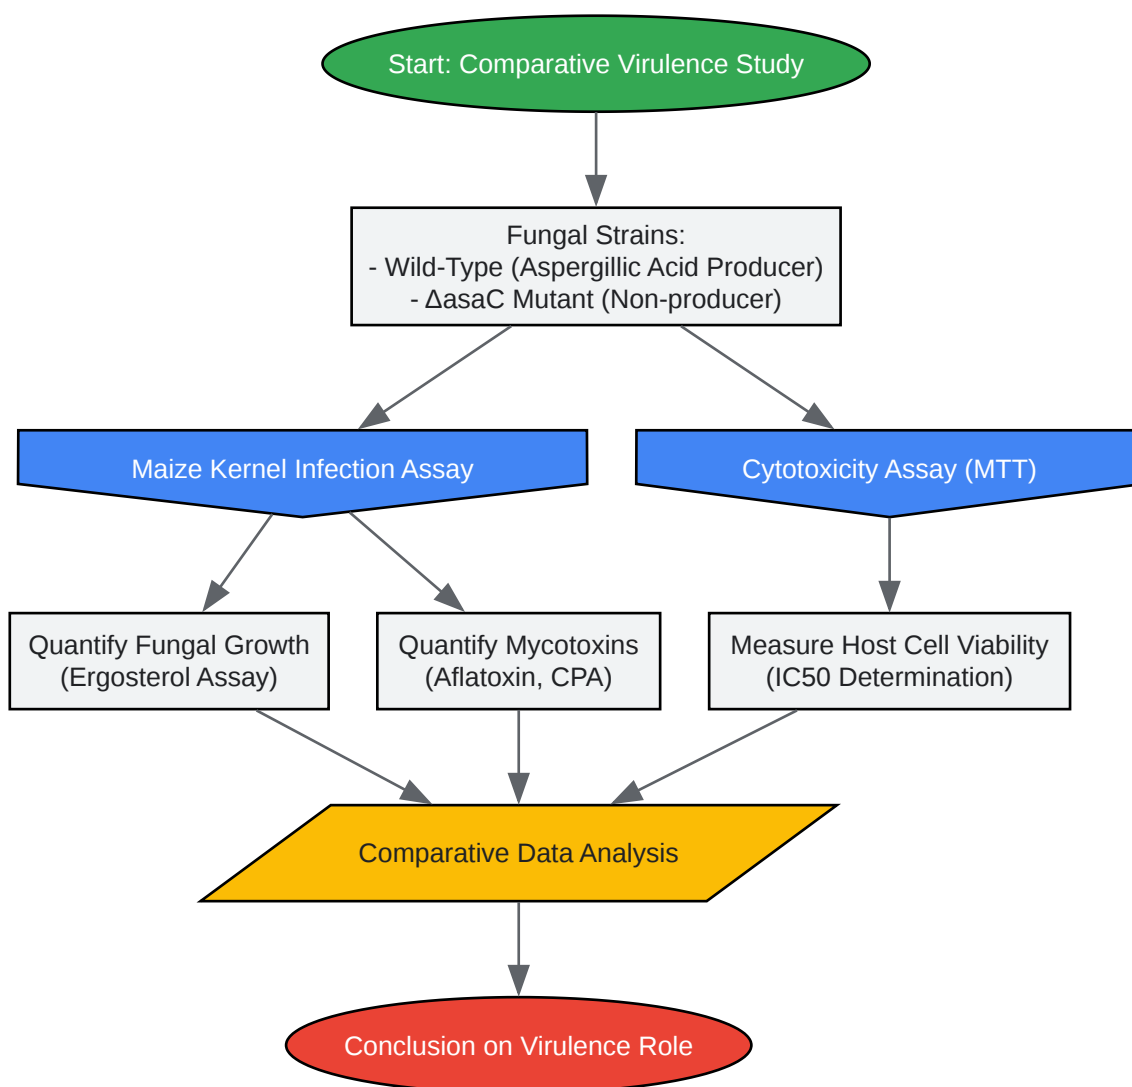 Start: Comparative Virulence Study
Fungal Strains:
- Wild-Type (Aspergillic Acid Producer)
- ΔasaC Mutant (Non-producer)
Maize Kernel Infection Assay
Cytotoxicity Assay (MTT)
Quantify Fungal Growth
(Ergosterol Assay)
Quantify Mycotoxins
(Aflatoxin, CPA)
Measure Host Cell Viability
(IC50 Determination)
Comparative Data Analysis
Conclusion on Virulence Role